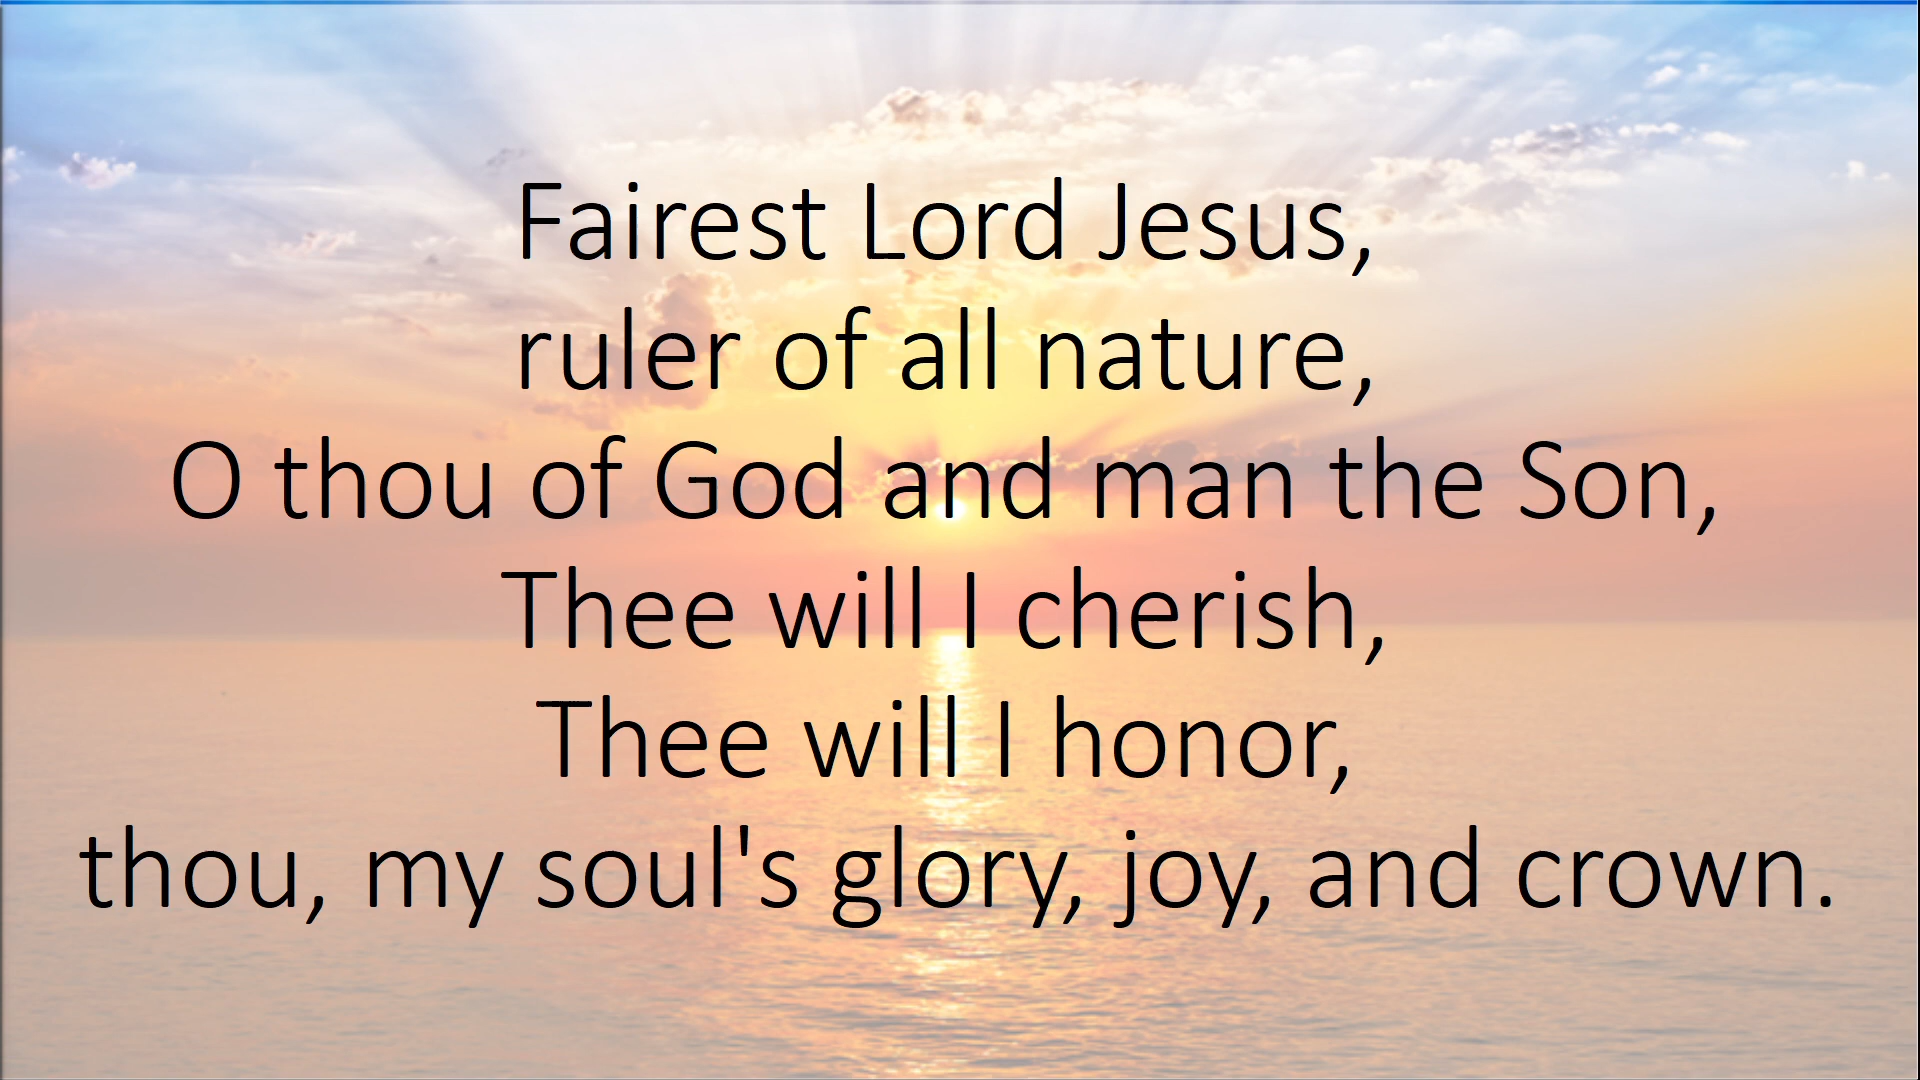 Fairest Lord Jesus,
ruler of all nature,
O thou of God and man the Son,
Thee will I cherish,
Thee will I honor,
thou, my soul's glory, joy, and crown.